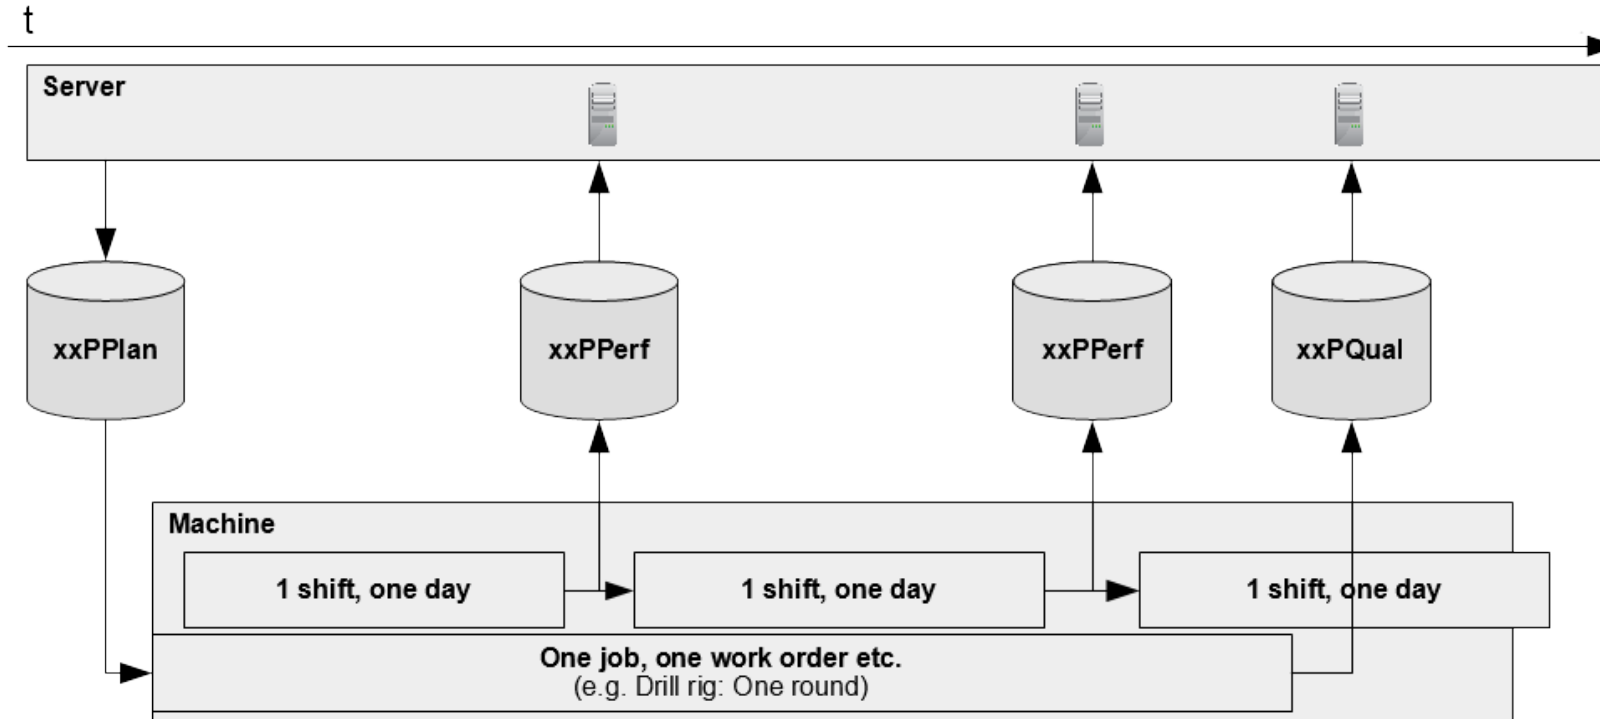 t
Server
xxPPlan
xxPPerf
xxPPerf
xxPQual
Machine
1 shift, one day
1 shift, one day
1 shift, one day
One job, one work order etc.
(e.g. Drill rig: One round)